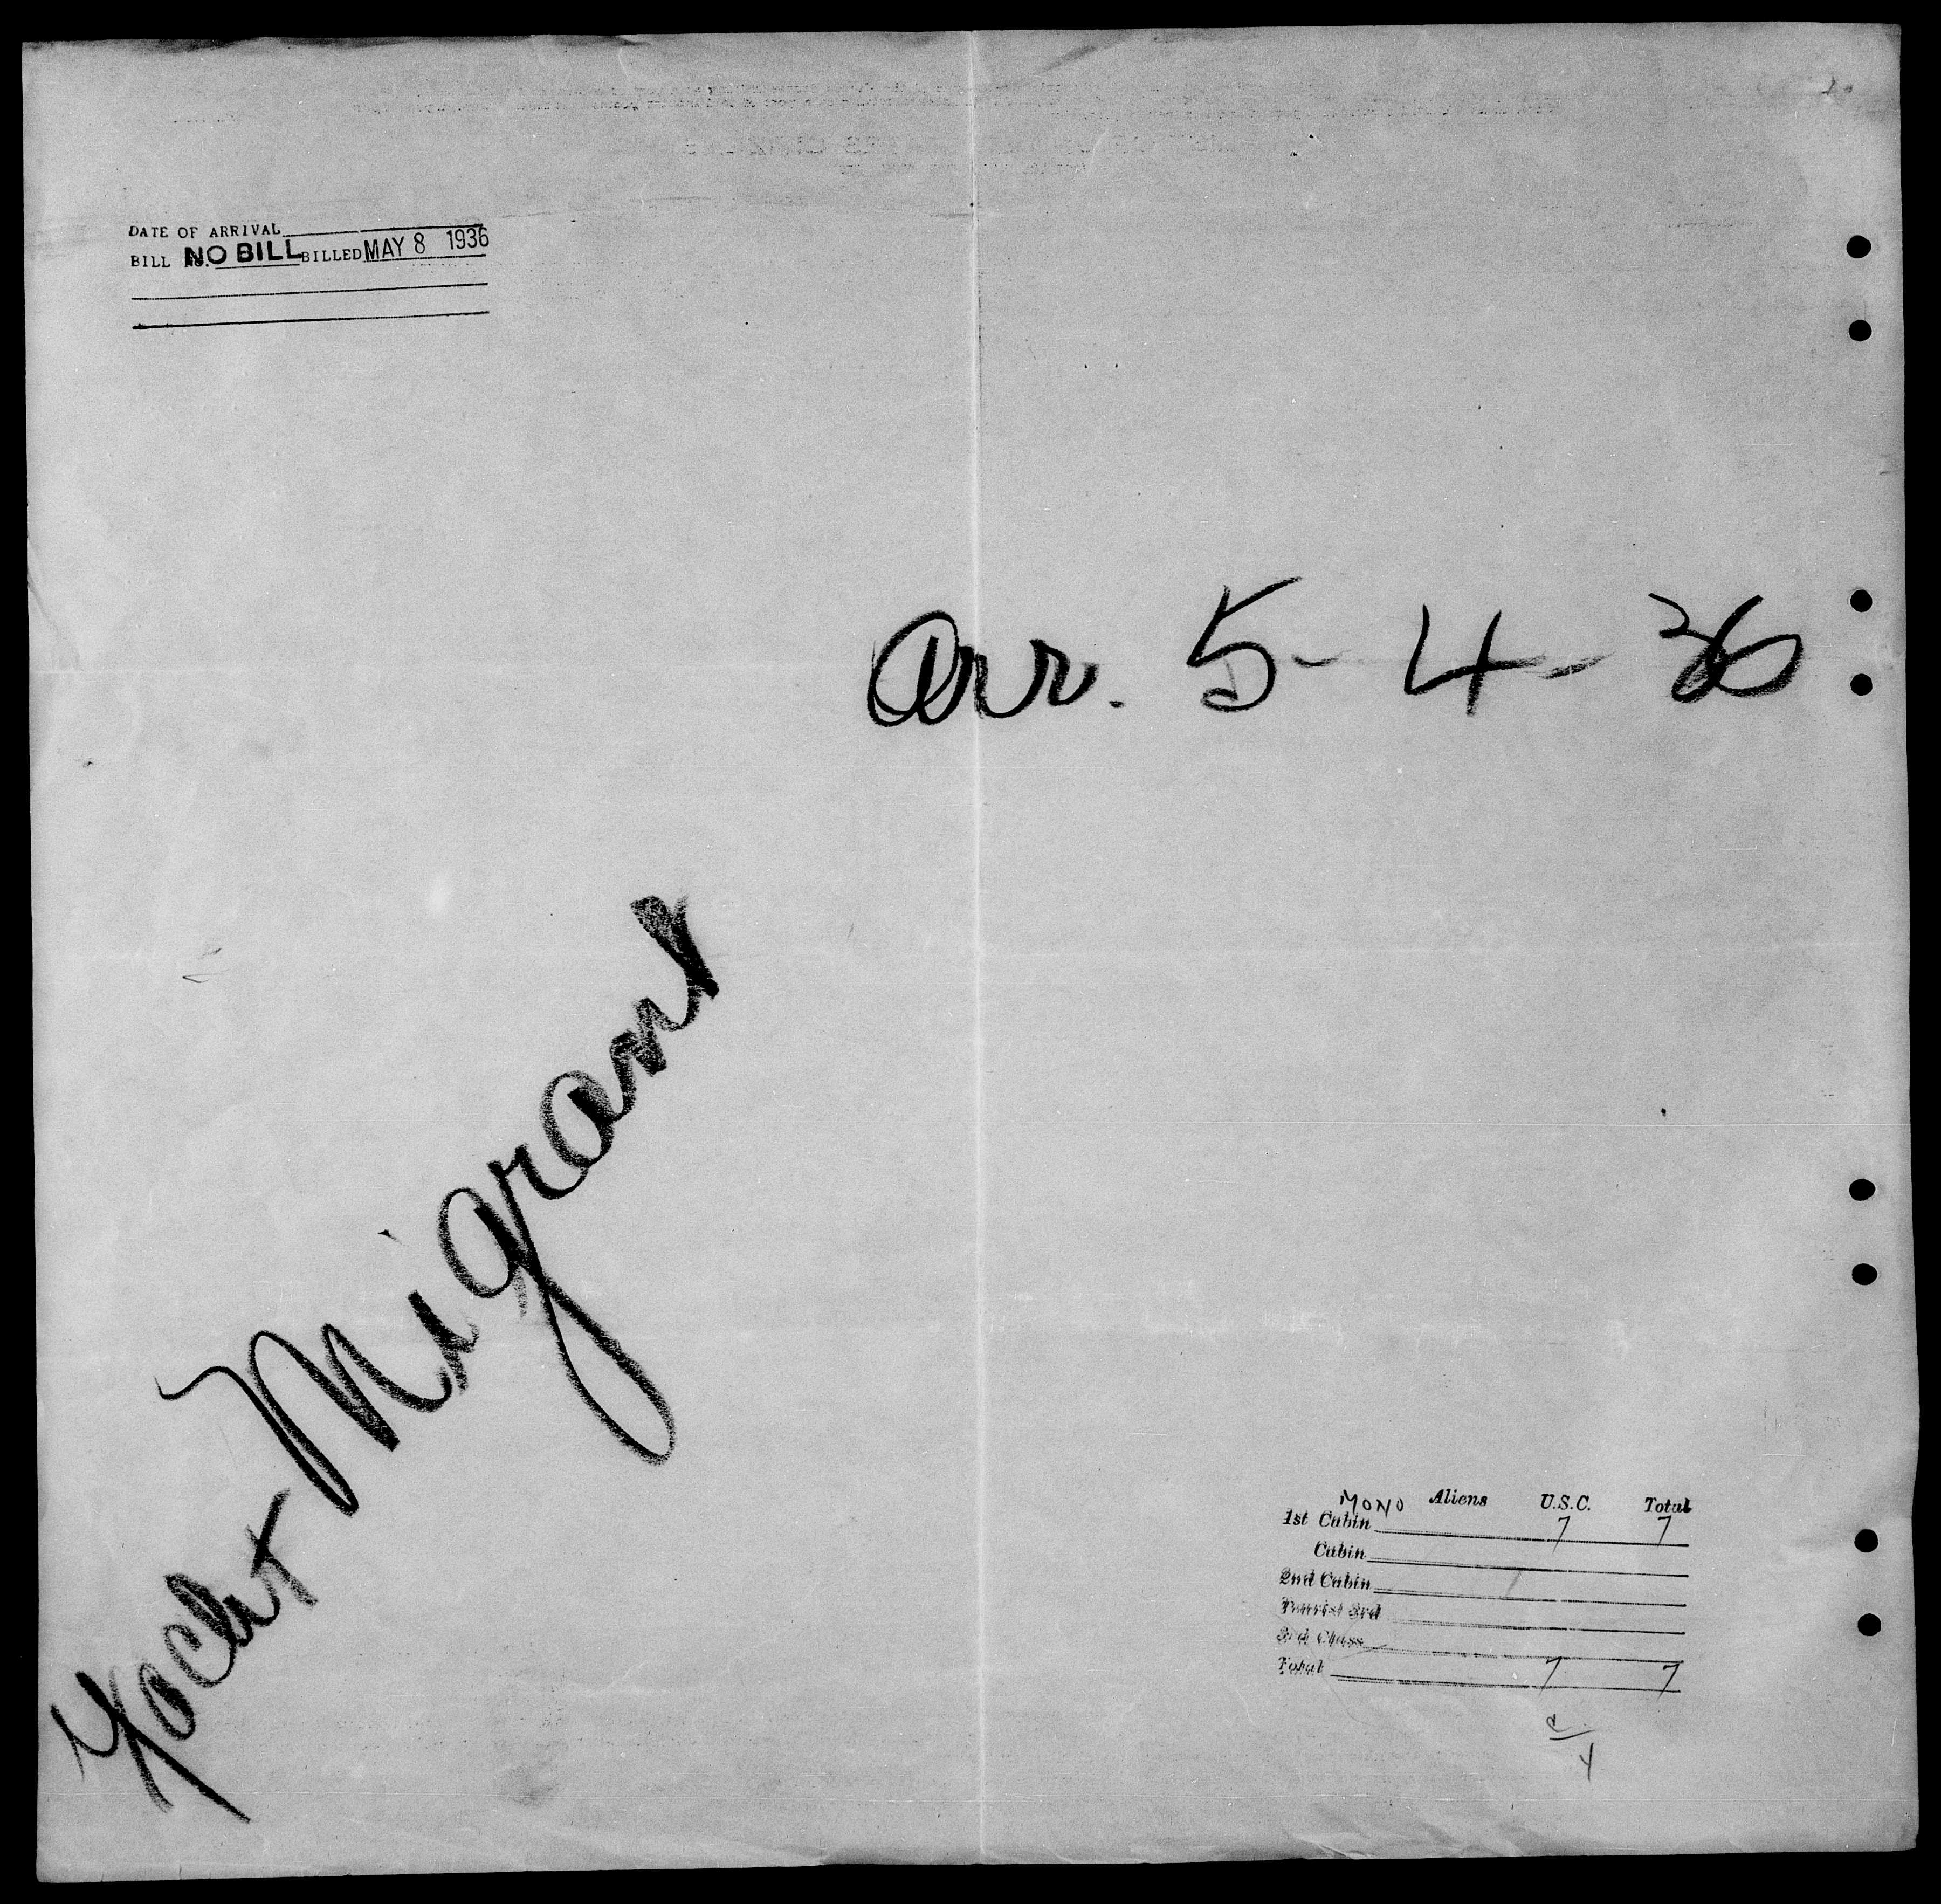 DATE OF ARRIVAL
BILL No. NO BILL BILLED MAY 8 1936
Arr. 5-4-36
Yacht Migrant
MONO Aliens U.S.C. Total
1st Cabin 7 7
Cabin
2nd Cabin
Tourist 3rd
3rd Class
Total 7 7